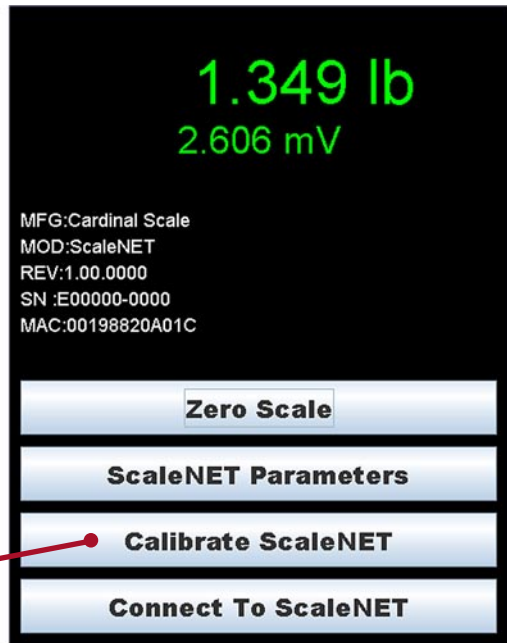 1.349 lb
2.606 mV
MFG:Cardinal Scale
MOD:ScaleNET
REV:1.00.0000
SN :E00000-0000
MAC:00198820A01C
Zero Scale
ScaleNET Parameters
Calibrate ScaleNET
Connect To ScaleNET